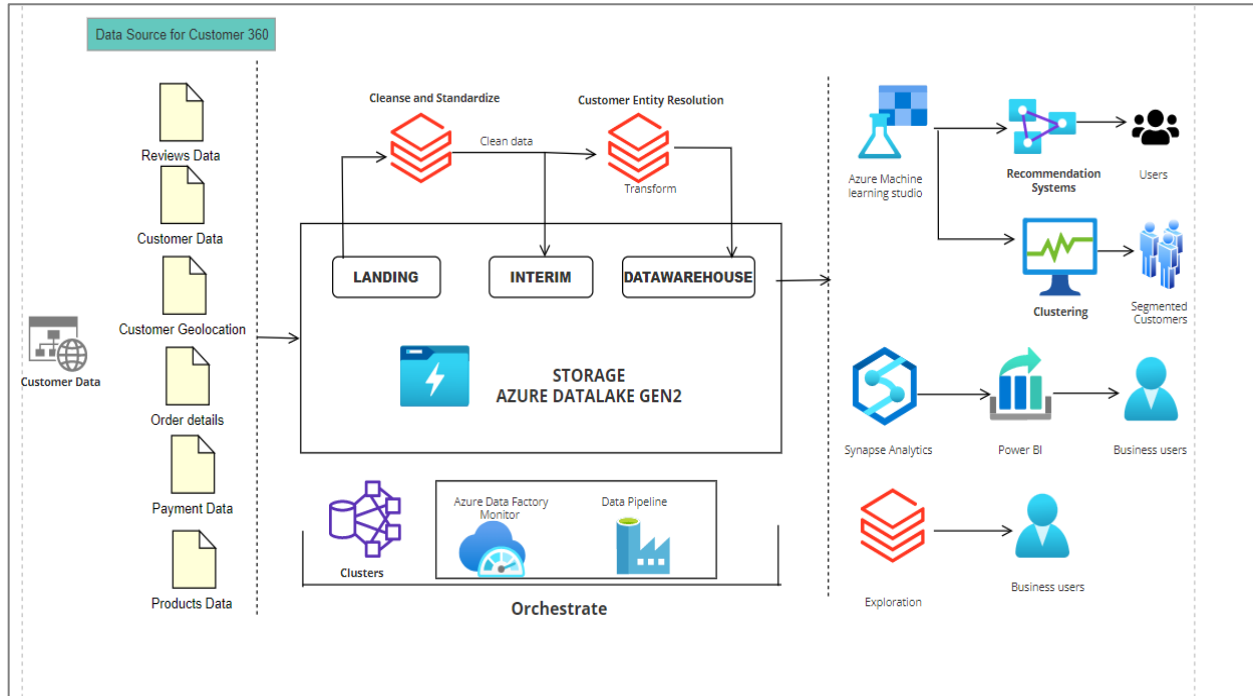 Data Source for Customer 360
Reviews Data
Customer Data
Customer Geolocation
Customer Data
Order details
Payment Data
Products Data
Cleanse and Standardize
Clean data
Customer Entity Resolution
Transform
LANDING
INTERIM
DATAWAREHOUSE
STORAGE
AZURE DATALAKE GEN2
Clusters
Azure Data Factory
Monitor
Data Pipeline
Orchestrate
Azure Machine
learning studio
Recommendation
Systems
Users
Clustering
Segmented
Customers
Synapse Analytics
Power BI
Business users
Exploration
Business users